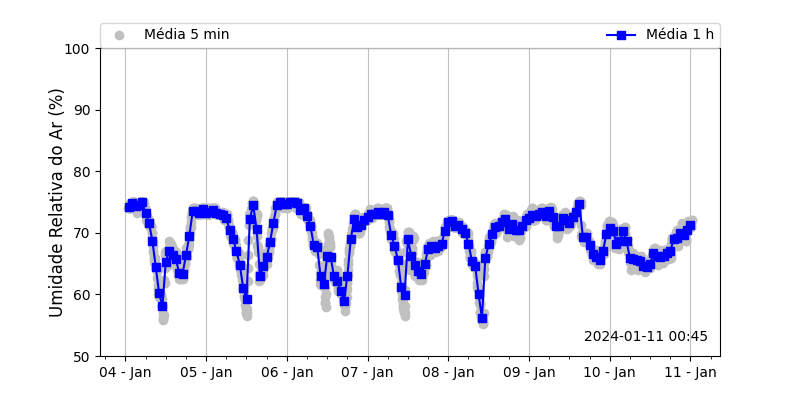 Média 5 min
Média 1 h
100
90
80
70
60
50
Umidade Relativa do Ar (%)
2024-01-11 00:45
04 - Jan
05 - Jan
06 - Jan
07 - Jan
08 - Jan
09 - Jan
10 - Jan
11 - Jan